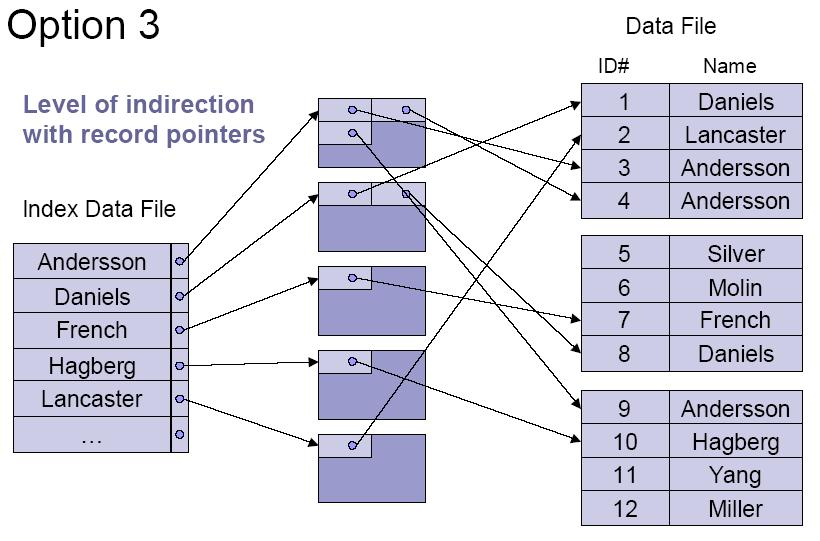 Option 3
Data File
ID# Name
Level of indirection
with record pointers
Index Data File
Andersson
Daniels
French
Hagberg
Lancaster
...
1 Daniels
2 Lancaster
3 Andersson
4 Andersson
5 Silver
6 Molin
7 French
8 Daniels
9 Andersson
10 Hagberg
11 Yang
12 Miller